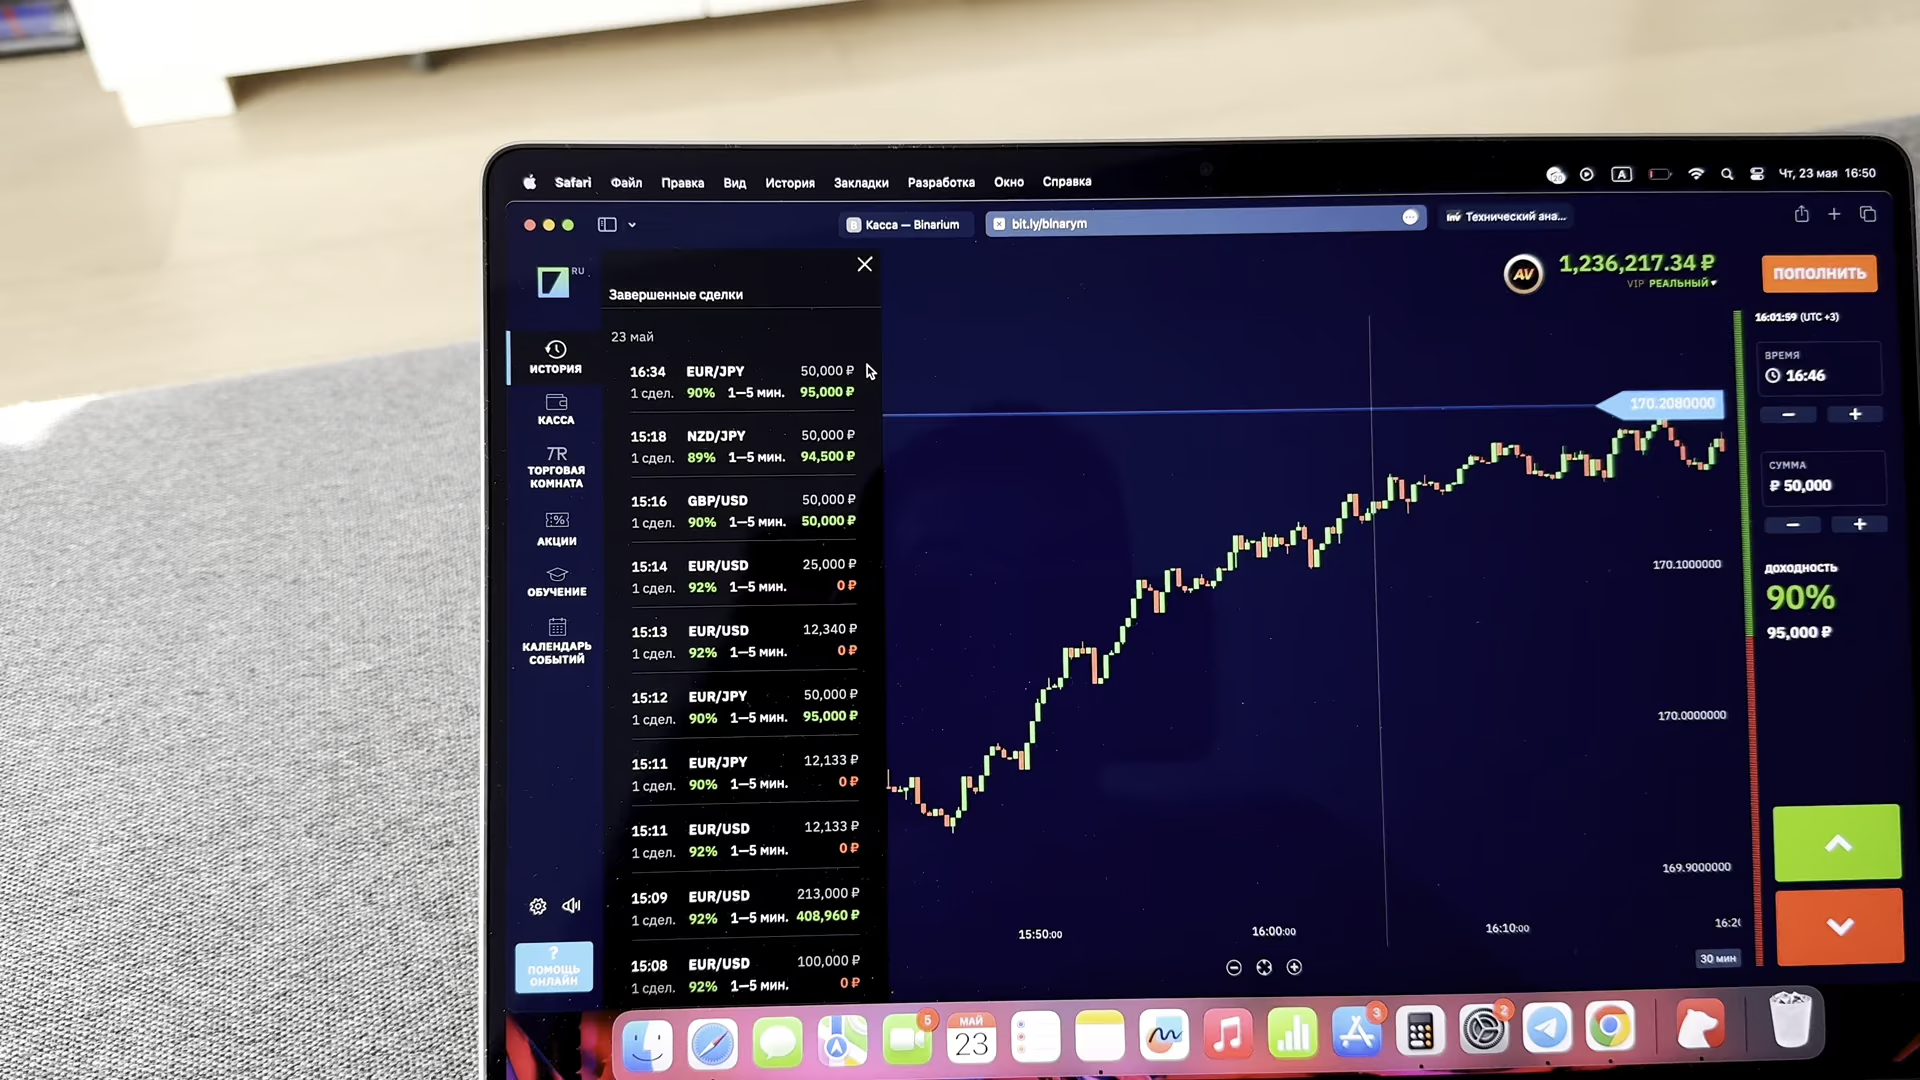 Safari Файл Правка Вид История Закладки Разработка Окно Справка
20 A Чт, 23 мая 16:50
Касса — Binarium
bit.ly/binarym
inv Технический ана...
RU
Завершенные сделки
AV
1,236,217.34 ₽
VIP РЕАЛЬНЫЙ
ПОПОЛНИТЬ
ИСТОРИЯ
КАССА
ТОРГОВАЯ
КОМНАТА
АКЦИИ
ОБУЧЕНИЕ
КАЛЕНДАРЬ
СОБЫТИЙ
?
ПОМОЩЬ
ОНЛАЙН
23 май
16:34 EUR/JPY 50,000 ₽
1 сдел. 90% 1—5 мин. 95,000 ₽
15:18 NZD/JPY 50,000 ₽
1 сдел. 89% 1—5 мин. 94,500 ₽
15:16 GBP/USD 50,000 ₽
1 сдел. 90% 1—5 мин. 50,000 ₽
15:14 EUR/USD 25,000 ₽
1 сдел. 92% 1—5 мин. 0 ₽
15:13 EUR/USD 12,340 ₽
1 сдел. 92% 1—5 мин. 0 ₽
15:12 EUR/JPY 50,000 ₽
1 сдел. 90% 1—5 мин. 95,000 ₽
15:11 EUR/JPY 12,133 ₽
1 сдел. 90% 1—5 мин. 0 ₽
15:11 EUR/USD 12,133 ₽
1 сдел. 92% 1—5 мин. 0 ₽
15:09 EUR/USD 213,000 ₽
1 сдел. 92% 1—5 мин. 408,960 ₽
15:08 EUR/USD 100,000 ₽
1 сдел. 92% 1—5 мин. 0 ₽
170.2080000
170.1000000
170.0000000
169.9000000
15:50:00 16:00:00 16:10:00 16:2
30 мин
16:01:59 (UTC +3)
ВРЕМЯ
16:46
− +
СУММА
₽ 50,000
− +
ДОХОДНОСТЬ
90%
95,000 ₽
5
МАЙ
23
3
2